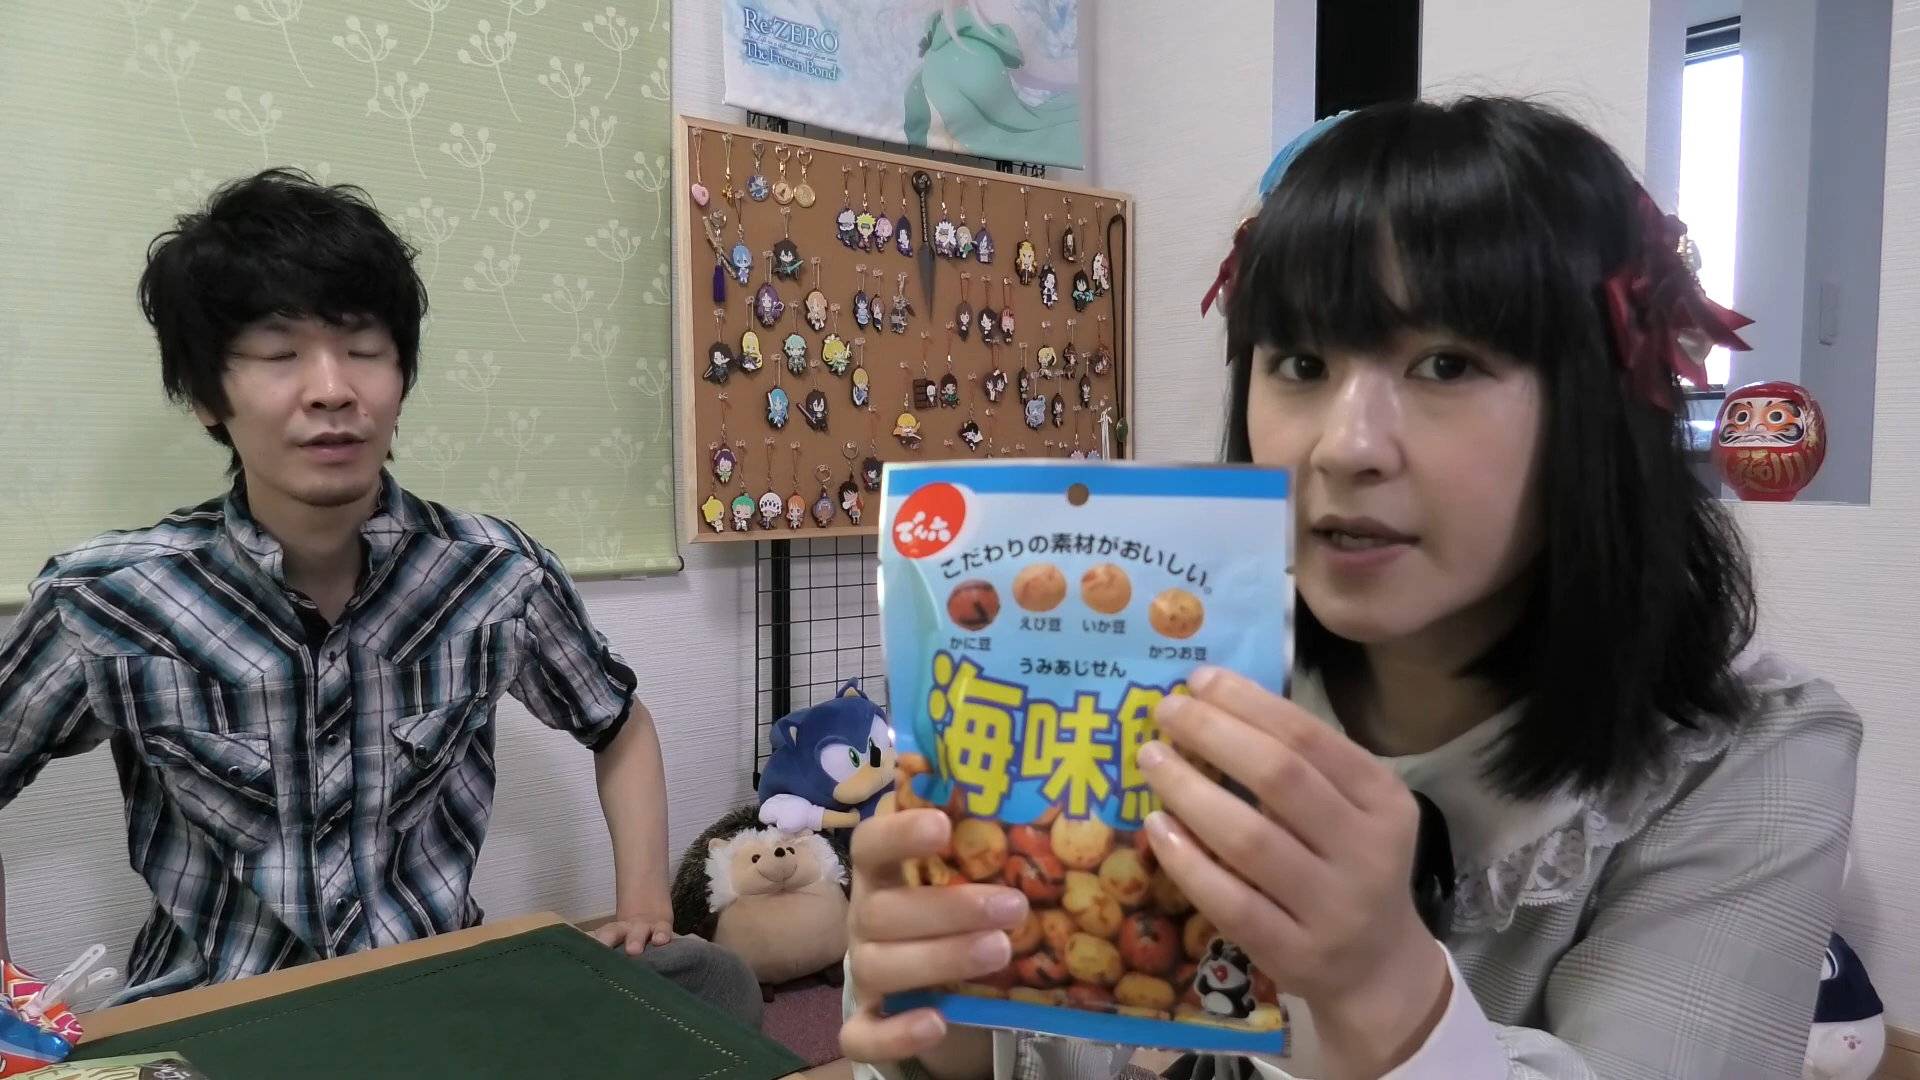 Re:ZERO
The Frozen Bond
でん六
こだわりの素材がおいしい。
かに豆
えび豆
いか豆
かつお豆
うみあじせん
海味